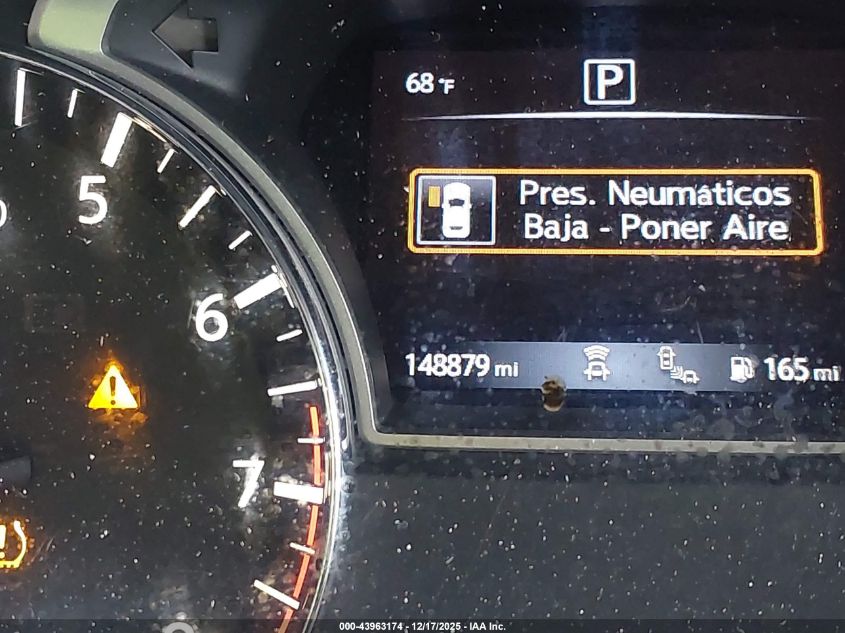 68°F
P
Pres. Neumáticos
Baja - Poner Aire
5
6
7
148879 mi
165 mi
000-43963174 - 12/17/2025 - IAA Inc.